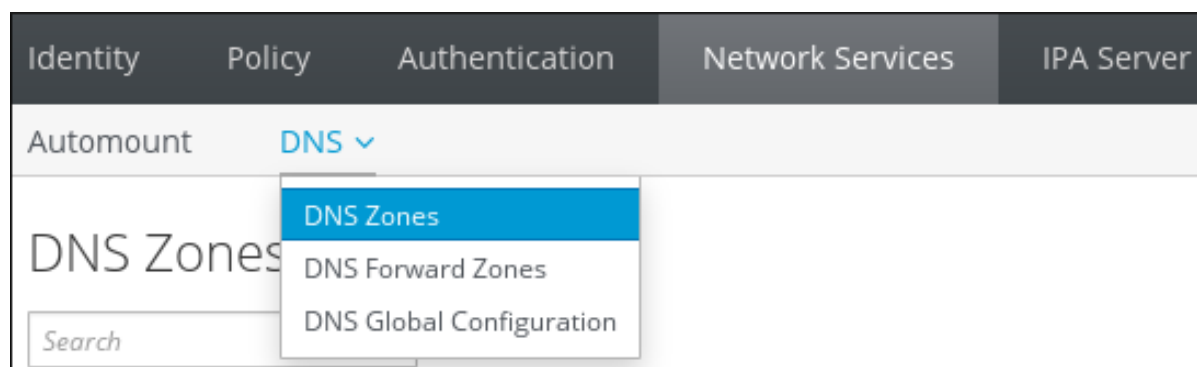 Identity Policy Authentication Network Services IPA Server
Automount DNS
DNS Zones
DNS Zones
DNS Forward Zones
DNS Global Configuration
Search